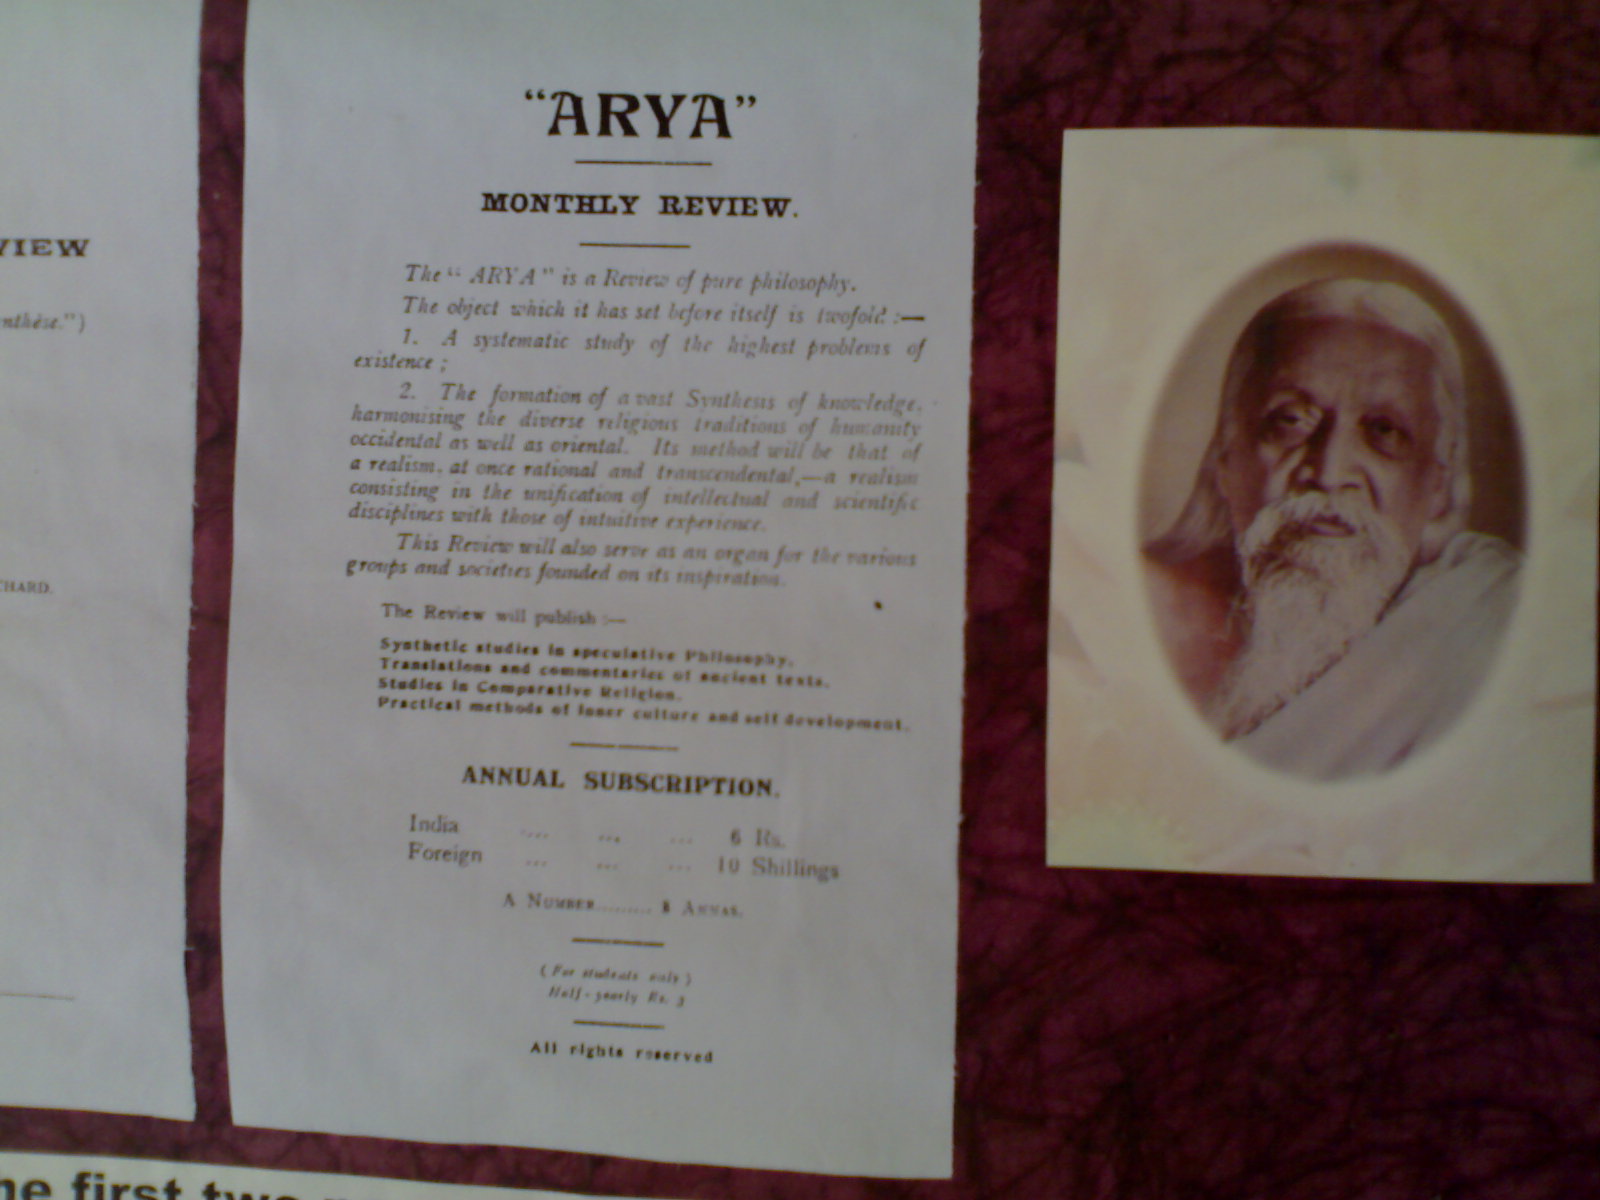 VIEW
nthèse.")
CHARD.
"ARYA"
MONTHLY REVIEW.
The " ARYA " is a Review of pure philosophy.
The object which it has set before itself is twofold :—
1. A systematic study of the highest problems of
existence ;
2. The formation of a vast Synthesis of knowledge,
harmonising the diverse religious traditions of humanity
occidental as well as oriental. Its method will be that of
a realism, at once rational and transcendental,—a realism
consisting in the unification of intellectual and scientific
disciplines with those of intuitive experience.
This Review will also serve as an organ for the various
groups and societies founded on its inspiration.
The Review will publish :—
Synthetic studies in speculative Philosophy.
Translations and commentaries of ancient texts.
Studies in Comparative Religion.
Practical methods of inner culture and self development.
ANNUAL SUBSCRIPTION.
India .... ... ... 6 Rs.
Foreign ... ... ... 10 Shillings
A NUMBER......... 8 ANNAS.
( For students only )
Half-yearly Rs. 3
All rights reserved
he first two